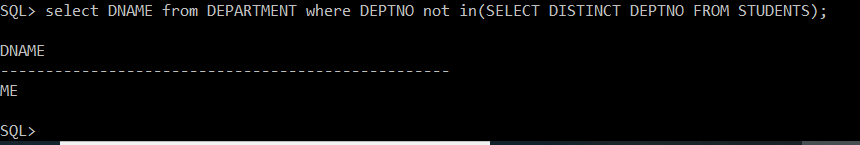 SQL> select DNAME from DEPARTMENT where DEPTNO not in(SELECT DISTINCT DEPTNO FROM STUDENTS);
DNAME
--------------------------------------------------
ME
SQL>